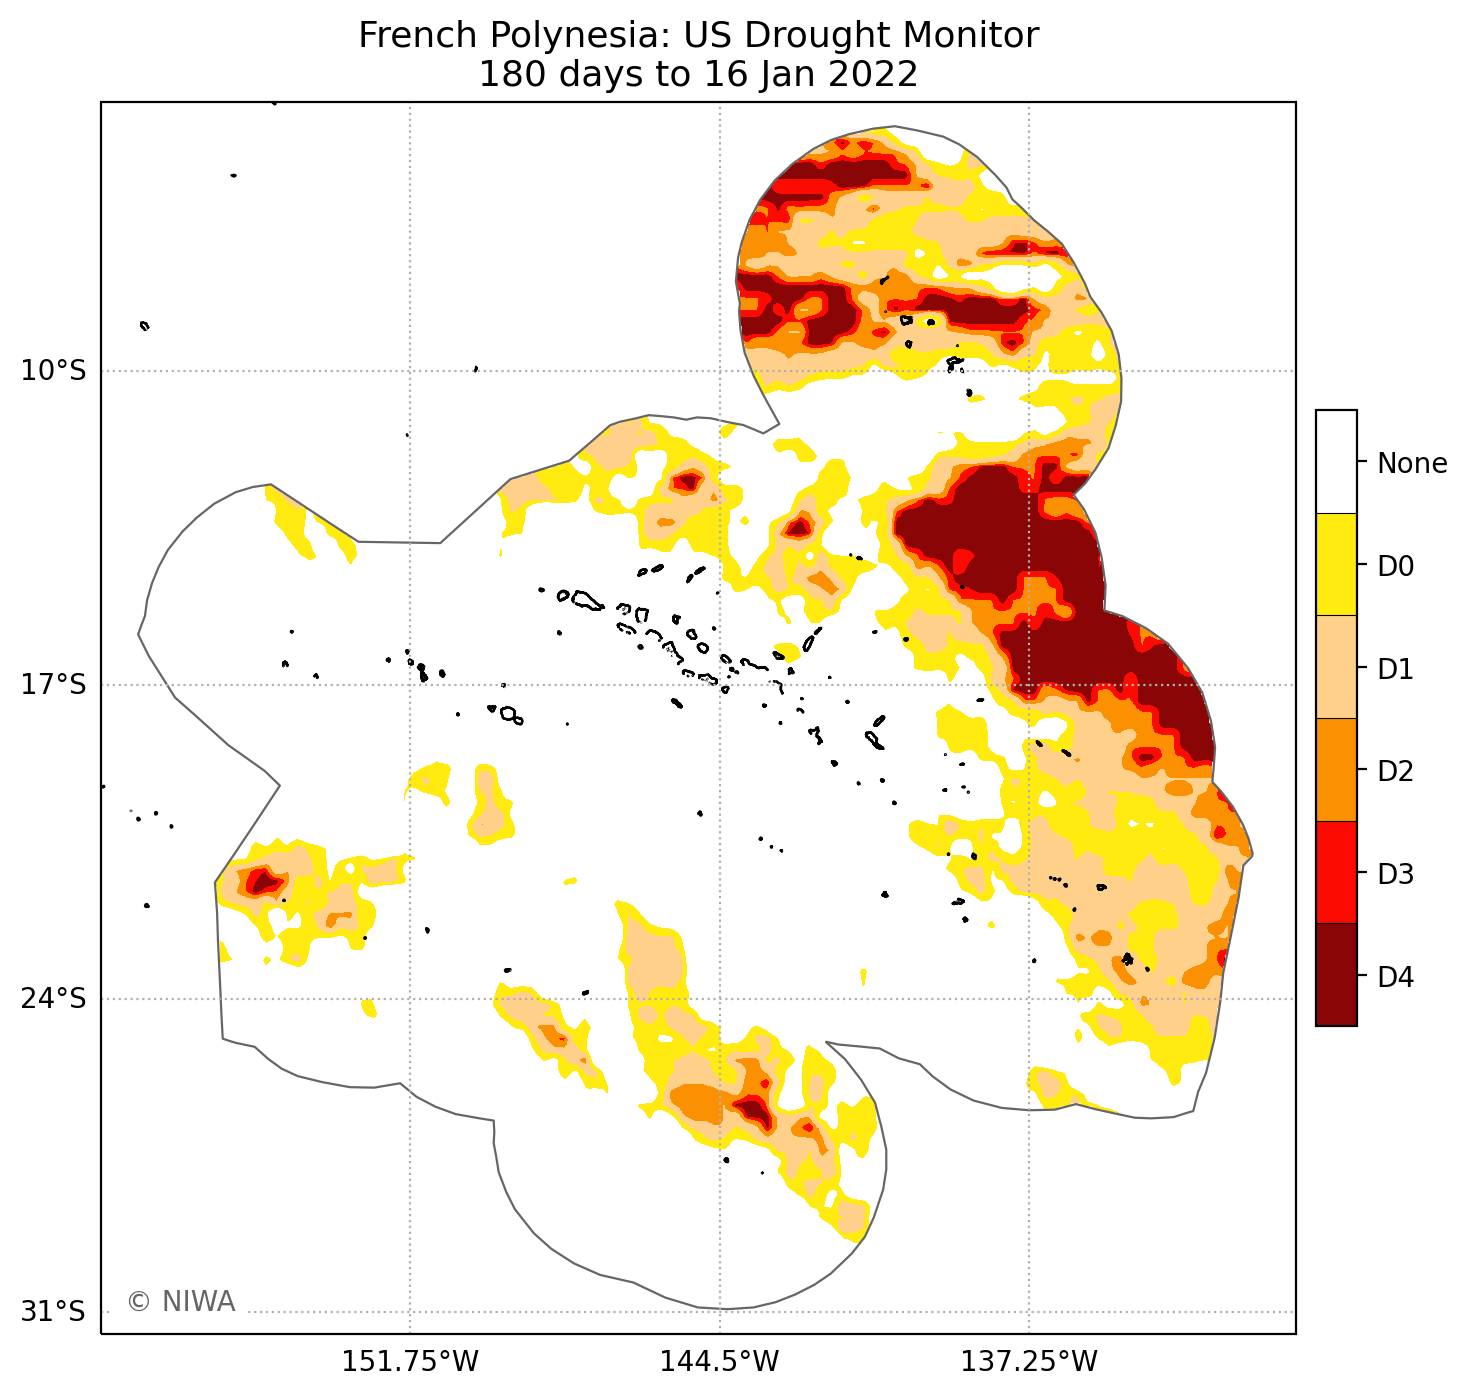 French Polynesia: US Drought Monitor
180 days to 16 Jan 2022
10°S
17°S
24°S
31°S
151.75°W
144.5°W
137.25°W
None
D0
D1
D2
D3
D4
© NIWA